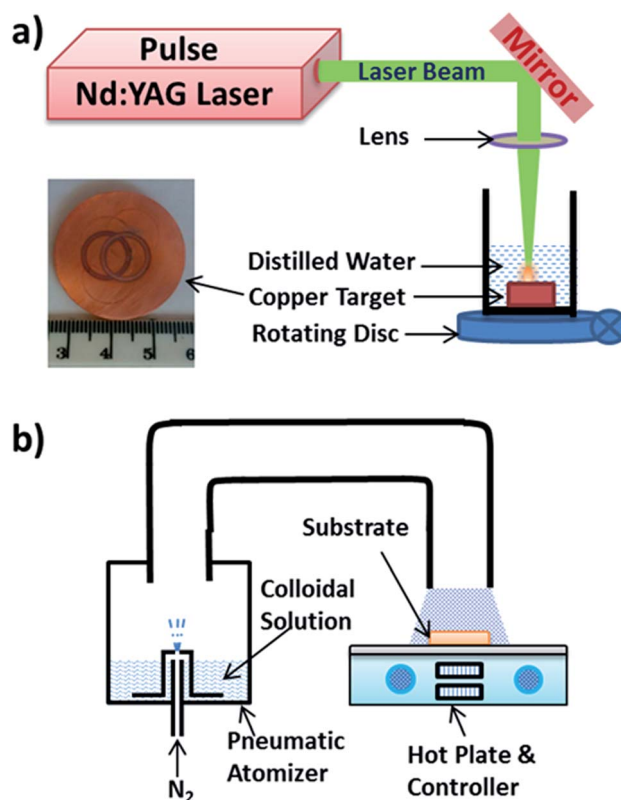 a)
Pulse
Nd:YAG Laser
Laser Beam
Mirror
Lens
Distilled Water
Copper Target
Rotating Disc
3 4 5 6
b)
Substrate
Colloidal
Solution
Pneumatic
Atomizer
N2
Hot Plate &
Controller